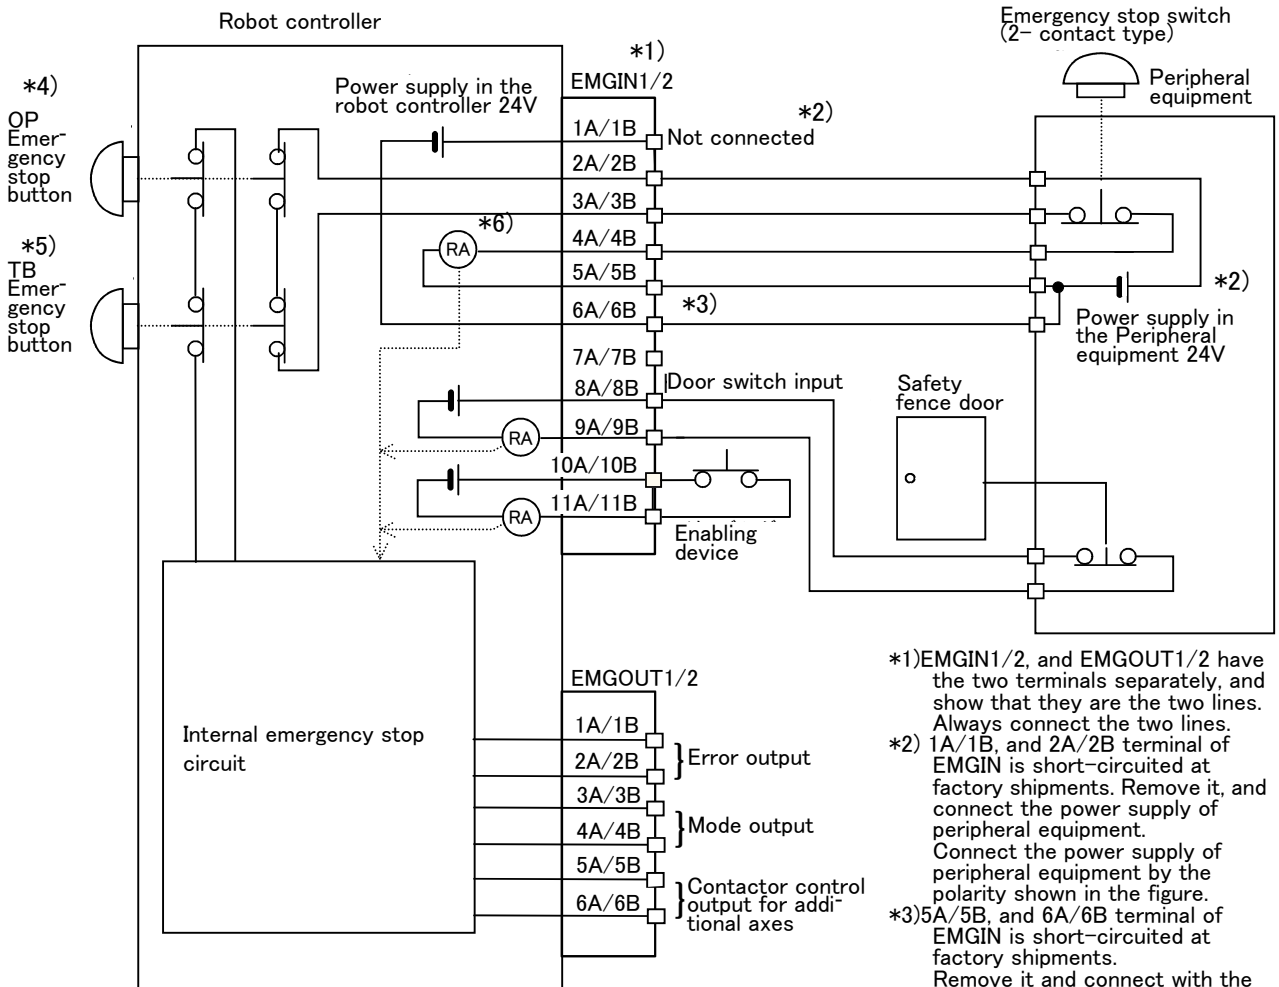 Robot controller
Emergency stop switch
(2- contact type)
*1)
*4)
Power supply in the
robot controller 24V
EMGIN1/2
Peripheral
equipment
OP
Emer-
gency
stop
button
1A/1B
Not connected
*2)
2A/2B
3A/3B
*6)
RA
4A/4B
*5)
TB
Emer-
gency
stop
button
5A/5B
*2)
6A/6B
*3)
Power supply in
the Peripheral
equipment 24V
7A/7B
8A/8B
Door switch input
Safety
fence door
RA
9A/9B
10A/10B
RA
11A/11B
Enabling
device
Internal emergency stop
circuit
EMGOUT1/2
1A/1B
2A/2B
Error output
3A/3B
4A/4B
Mode output
5A/5B
6A/6B
Contactor control
output for addi-
tional axes
*1)EMGIN1/2, and EMGOUT1/2 have
the two terminals separately, and
show that they are the two lines.
Always connect the two lines.
*2) 1A/1B, and 2A/2B terminal of
EMGIN is short-circuited at
factory shipments. Remove it, and
connect the power supply of
peripheral equipment.
Connect the power supply of
peripheral equipment by the
polarity shown in the figure.
*3)5A/5B, and 6A/6B terminal of
EMGIN is short-circuited at
factory shipments.
Remove it and connect with the